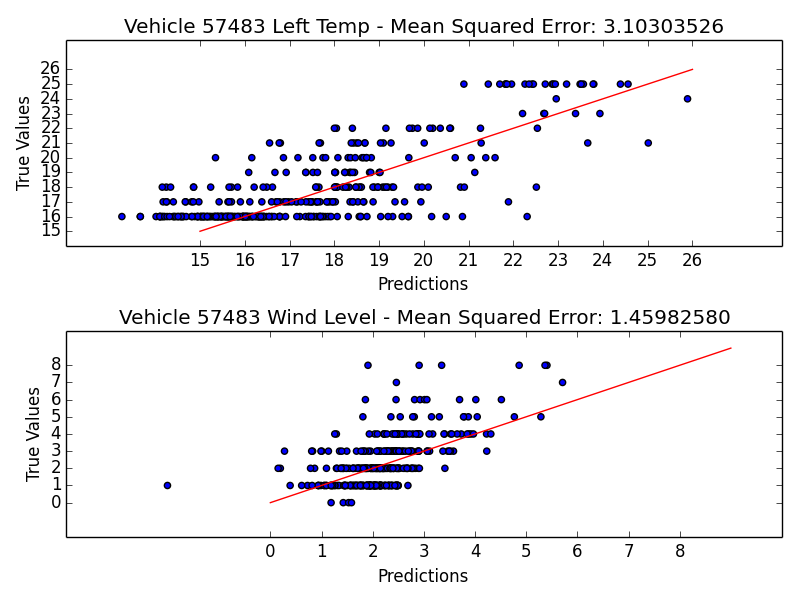 Vehicle 57483 Left Temp - Mean Squared Error: 3.10303526
26
25
24
23
22
21
20
19
18
17
16
15
True Values
15 16 17 18 19 20 21 22 23 24 25 26
Predictions
Vehicle 57483 Wind Level - Mean Squared Error: 1.45982580
8
7
6
5
4
3
2
1
0
True Values
0 1 2 3 4 5 6 7 8
Predictions